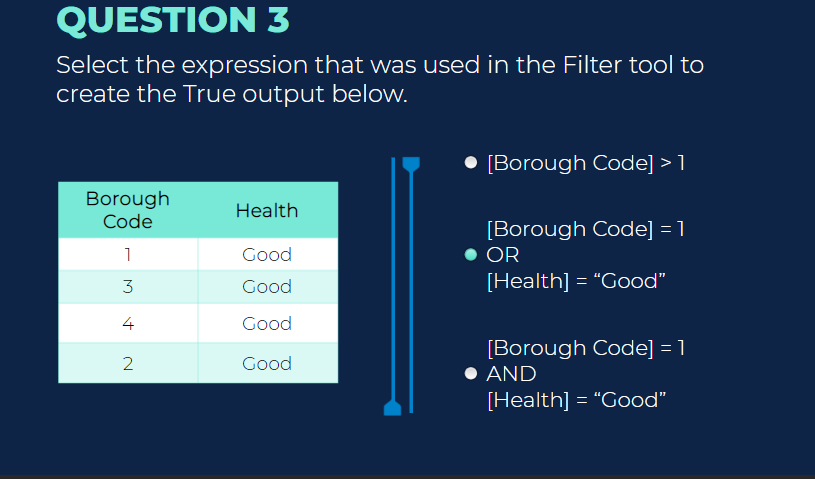 QUESTION 3
Select the expression that was used in the Filter tool to
create the True output below.
Borough
Code
Health
1 Good
3 Good
4 Good
2 Good
[Borough Code] > 1
[Borough Code] = 1
OR
[Health] = “Good”
[Borough Code] = 1
AND
[Health] = “Good”